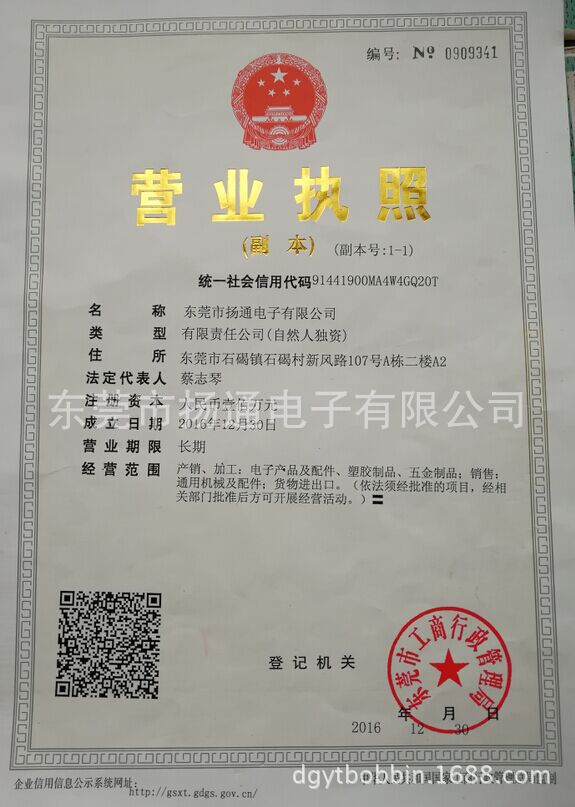 编号: № 0909341
营业执照
(副本) (副本号:1-1)
统一社会信用代码91441900MA4W4GQ20T
名称 东莞市扬通电子有限公司
类型 有限责任公司(自然人独资)
住所 东莞市石碣镇石碣村新风路107号A栋二楼A2
法定代表人 蔡志琴
注册资本 人民币壹佰万元
东莞市扬通电子有限公司
成立日期 2016年12月30日
营业期限 长期
经营范围 产销、加工：电子产品及配件、塑胶制品、五金制品；销售：
通用机械及配件；货物进出口。（依法须经批准的项目，经相
关部门批准后方可开展经营活动。）
东莞市工商行政管理局
登记机关
2016 年 12 月 30 日
企业信用信息公示系统网址:
http://gsxt.gdgs.gov.cn/
dgytbobbin.1688.com